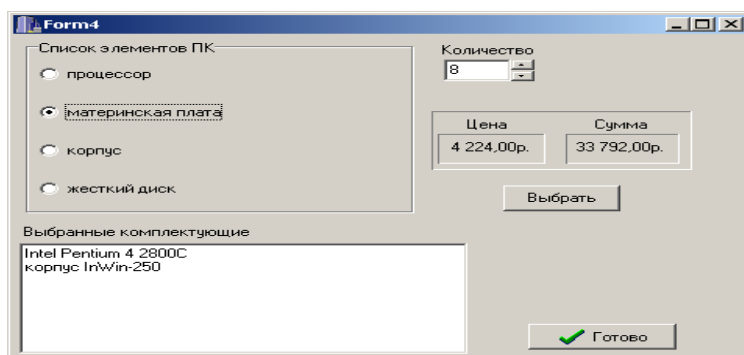 Form4
Список элементов ПК
процессор
материнская плата
корпус
жесткий диск
Количество
8
Цена
Сумма
4 224,00р.
33 792,00р.
Выбрать
Выбранные комплектующие
Intel Pentium 4 2800C
корпус InWin-250
Готово